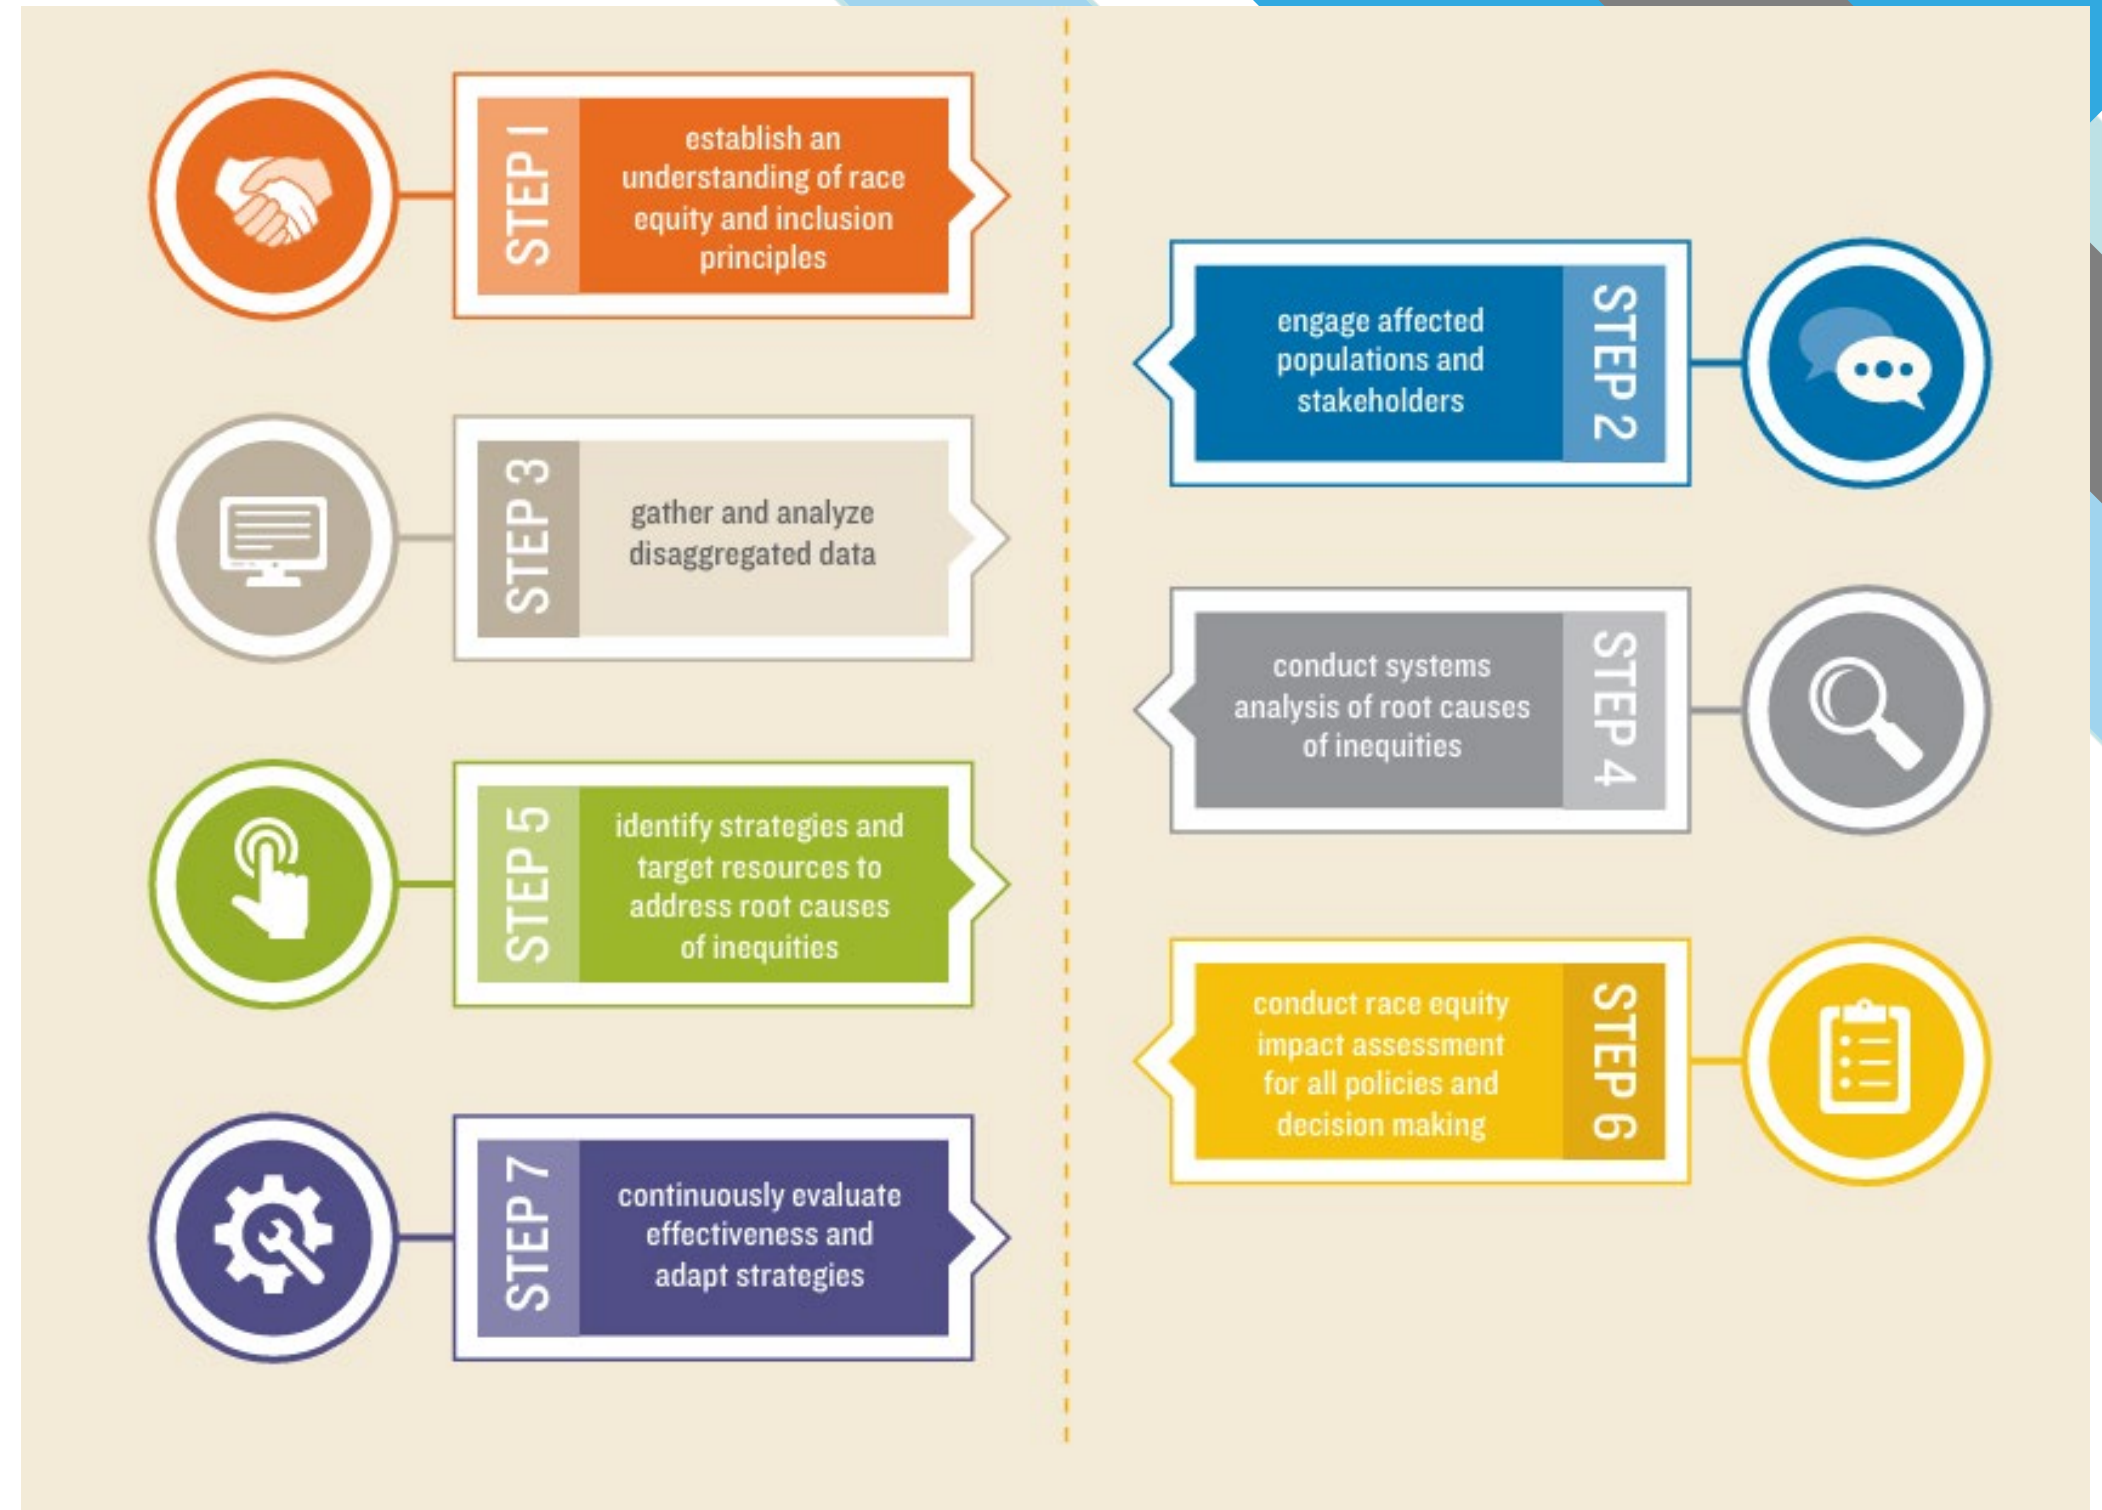 STEP 1
establish an
understanding of race
equity and inclusion
principles
STEP 2
engage affected
populations and
stakeholders
STEP 3
gather and analyze
disaggregated data
STEP 4
conduct systems
analysis of root causes
of inequities
STEP 5
identify strategies and
target resources to
address root causes
of inequities
STEP 6
conduct race equity
impact assessment
for all policies and
decision making
STEP 7
continuously evaluate
effectiveness and
adapt strategies